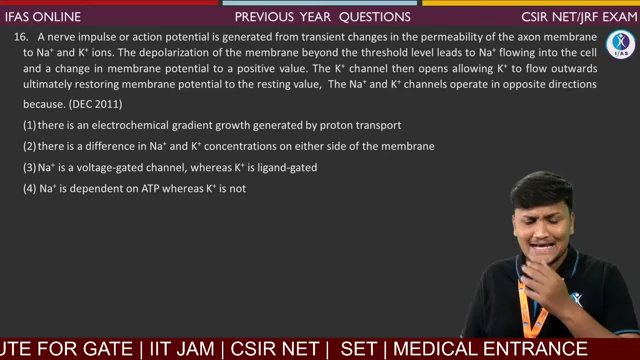 IFAS ONLINE PREVIOUS YEAR QUESTIONS CSIR NET/JRF EXAM
16. A nerve impulse or action potential is generated from transient changes in the permeability of the axon membrane
to Na+ and K+ ions. The depolarization of the membrane beyond the threshold level leads to Na+ flowing into the cell
and a change in membrane potential to a positive value. The K+ channel then opens allowing K+ to flow outwards
ultimately restoring membrane potential to the resting value, The Na+ and K+ channels operate in opposite directions
because. (DEC 2011)
(1) there is an electrochemical gradient growth generated by proton transport
(2) there is a difference in Na+ and K+ concentrations on either side of the membrane
(3) Na+ is a voltage-gated channel, whereas K+ is ligand-gated
(4) Na+ is dependent on ATP whereas K+ is not
IFAS
UTE FOR GATE | IIT JAM | CSIR NET | SET | MEDICAL ENTRANCE